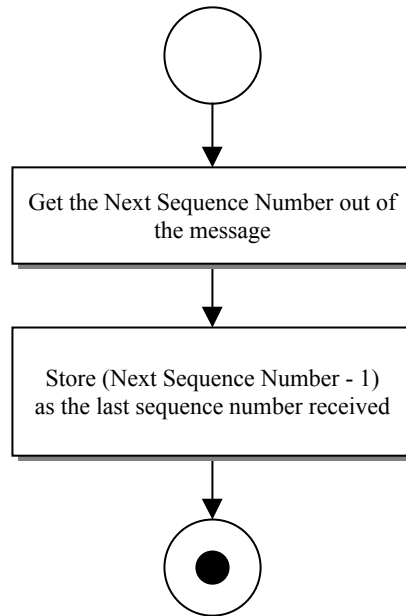 Get the Next Sequence Number out of
the message
Store (Next Sequence Number - 1)
as the last sequence number received